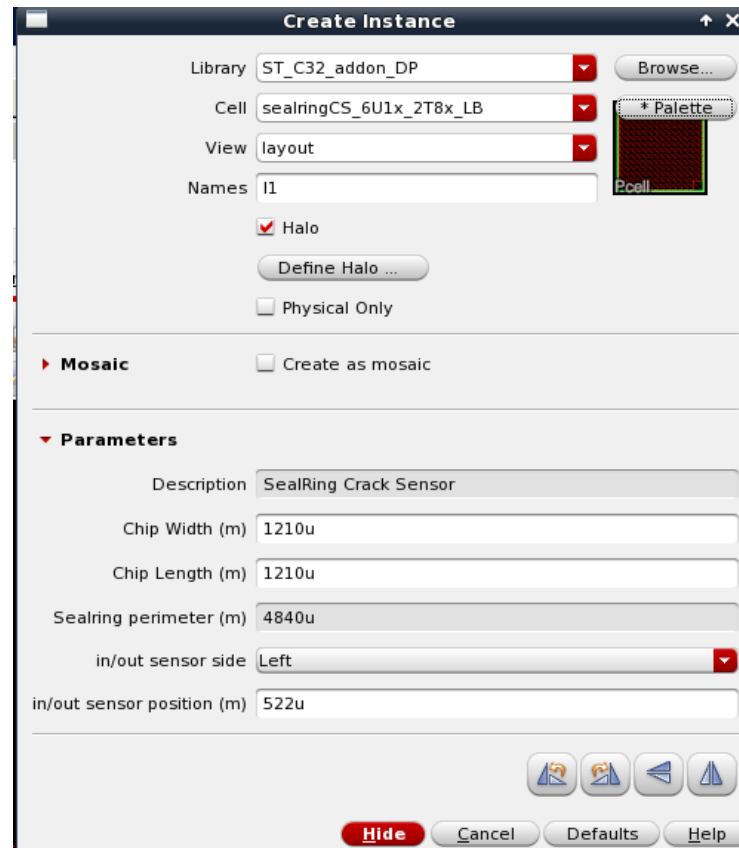 Create Instance
Library ST_C32_addon_DP Browse...
Cell sealringCS_6U1x_2T8x_LB * Palette
View layout
Pcell
Names I1
Halo
Define Halo ...
Physical Only
Mosaic Create as mosaic
Parameters
Description SealRing Crack Sensor
Chip Width (m) 1210u
Chip Length (m) 1210u
Sealring perimeter (m) 4840u
in/out sensor side Left
in/out sensor position (m) 522u
Hide Cancel Defaults Help